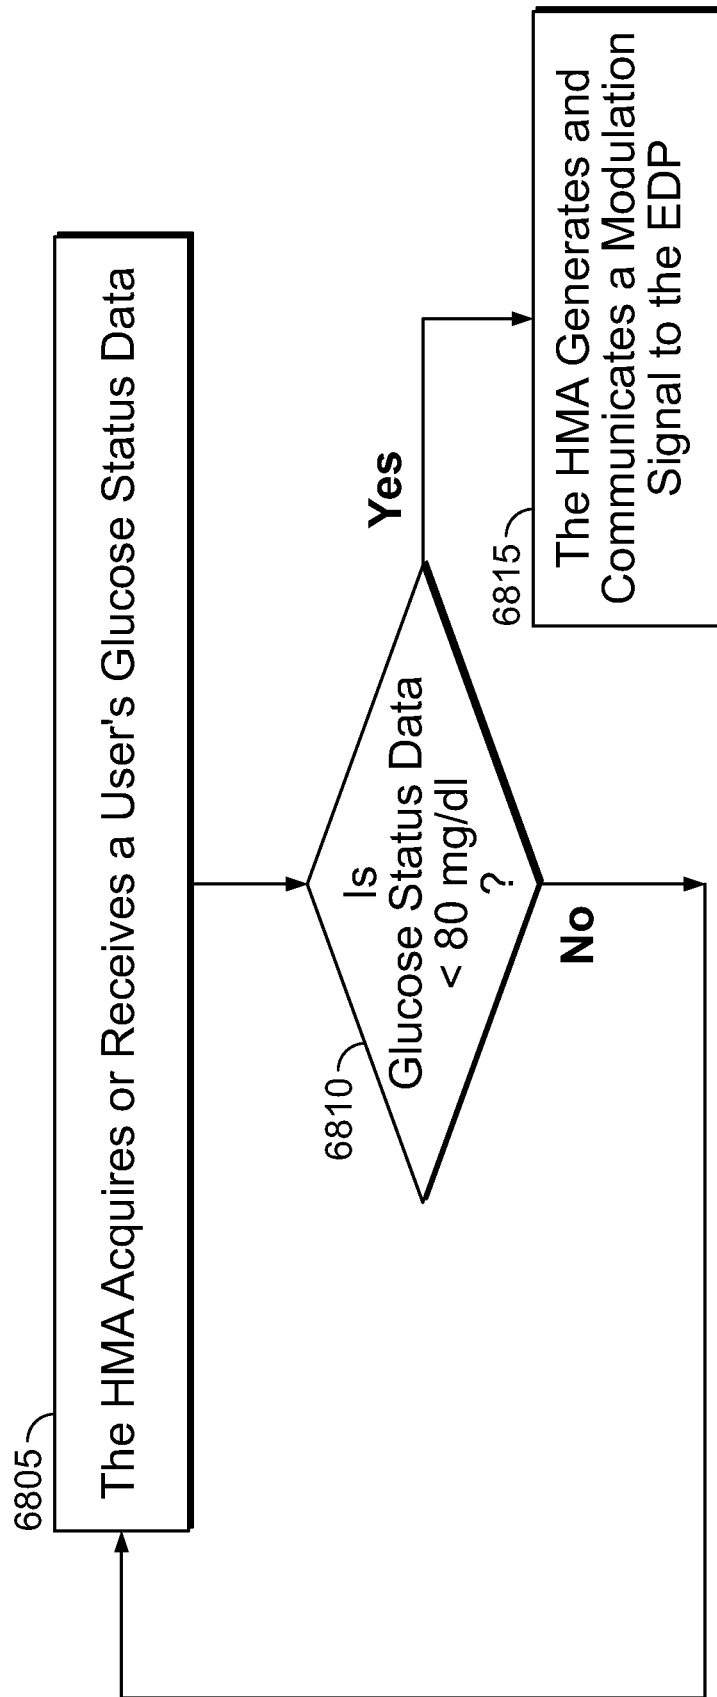 6805
The HMA Acquires or Receives a User's Glucose Status Data
6810
Is
Glucose Status Data
< 80 mg/dl
?
Yes
No
6815
The HMA Generates and
Communicates a Modulation
Signal to the EDP